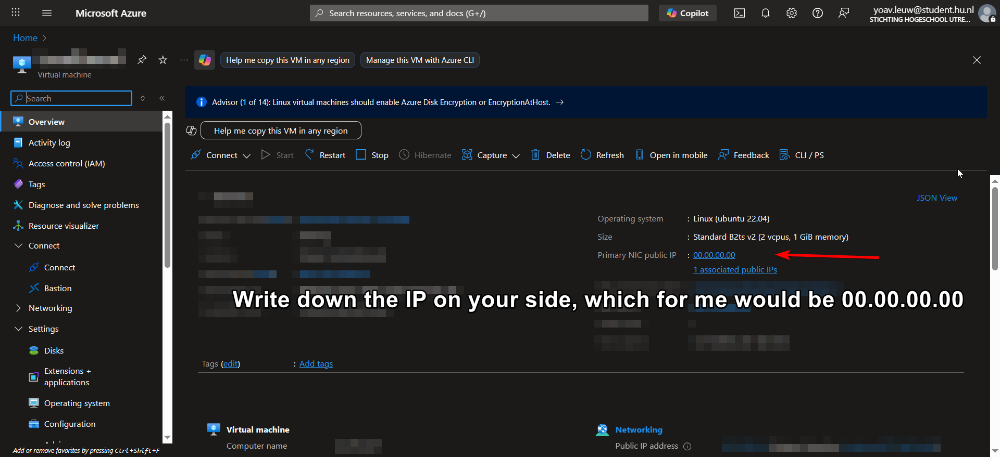 Microsoft Azure
Search resources, services, and docs (G+/)
Copilot
yoav.leuw@student.hu.nl
STICHTING HOGESCHOOL UTRE...
Home
Virtual machine
Help me copy this VM in any region
Manage this VM with Azure CLI
Search
Advisor (1 of 14): Linux virtual machines should enable Azure Disk Encryption or EncryptionAtHost.
Help me copy this VM in any region
Connect Start Restart Stop Hibernate Capture Delete Refresh Open in mobile Feedback CLI / PS
Overview
Activity log
Access control (IAM)
Tags
Diagnose and solve problems
Resource visualizer
Connect
Connect
Bastion
Networking
Settings
Disks
Extensions +
applications
Operating system
Configuration
Add or remove favorites by pressing Ctrl+Shift+F
JSON View
Operating system : Linux (ubuntu 22.04)
Size : Standard B2ts v2 (2 vcpus, 1 GiB memory)
Primary NIC public IP : 00.00.00.00
1 associated public IPs
Write down the IP on your side, which for me would be 00.00.00.00
Tags (edit) : Add tags
Virtual machine
Computer name
Networking
Public IP address